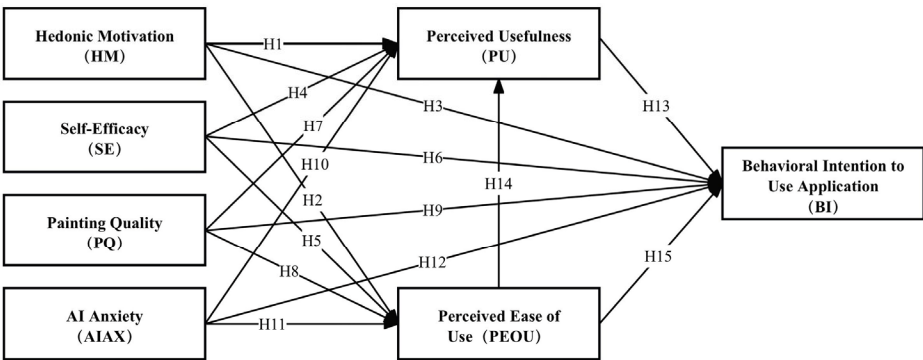 Hedonic Motivation
（HM）
Self-Efficacy
（SE）
Painting Quality
（PQ）
AI Anxiety
（AIAX）
H1
H4
H7
H10
H2
H5
H8
H11
Perceived Usefulness
（PU）
H3
H6
H14
H9
H12
Perceived Ease of
Use（PEOU）
H13
H15
Behavioral Intention to
Use Application
（BI）